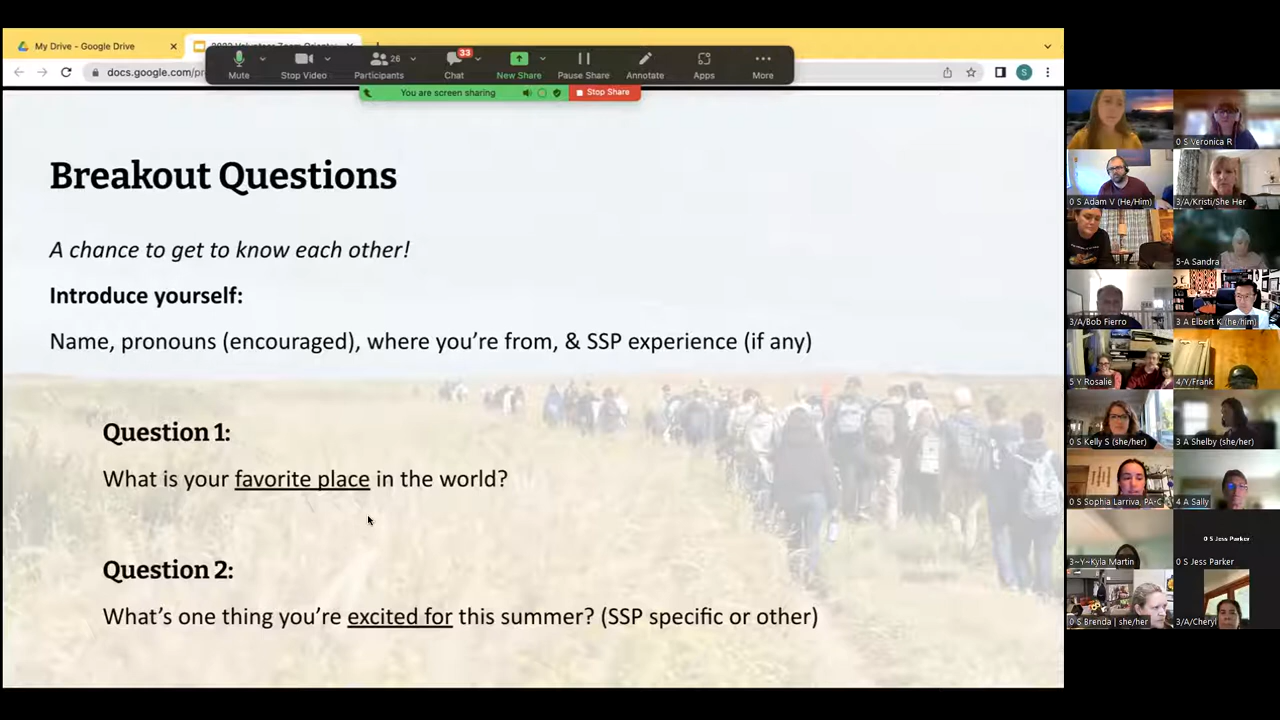 My Drive - Google Drive
docs.google.com/pr
Mute
Stop Video
26
Participants
33
Chat
New Share
Pause Share
Annotate
Apps
More
You are screen sharing
Stop Share
S
Breakout Questions
A chance to get to know each other!
Introduce yourself:
Name, pronouns (encouraged), where you're from, & SSP experience (if any)
Question 1:
What is your favorite place in the world?
Question 2:
What's one thing you're excited for this summer? (SSP specific or other)
0 S Veronica R
0 S Adam V (He/Him)
3/A/Kristi/She Her
5-A Sandra
3/A/Bob Fierro
3 A Elbert K (he/him)
5 Y Rosalie
4/Y/Frank
0 S Kelly S (she/her)
3 A Shelby (she/her)
0 S Sophia Larriva, PA-C
4 A Sally
3~Y~Kyla Martin
0 S Jess Parker
0 S Jess Parker
0 S Brenda | she/her
3/A/Cheryl